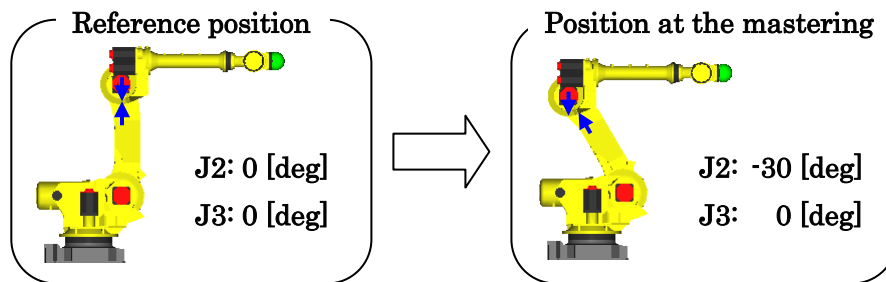 Reference position
J2: 0 [deg]
J3: 0 [deg]
Position at the mastering
J2: -30 [deg]
J3: 0 [deg]